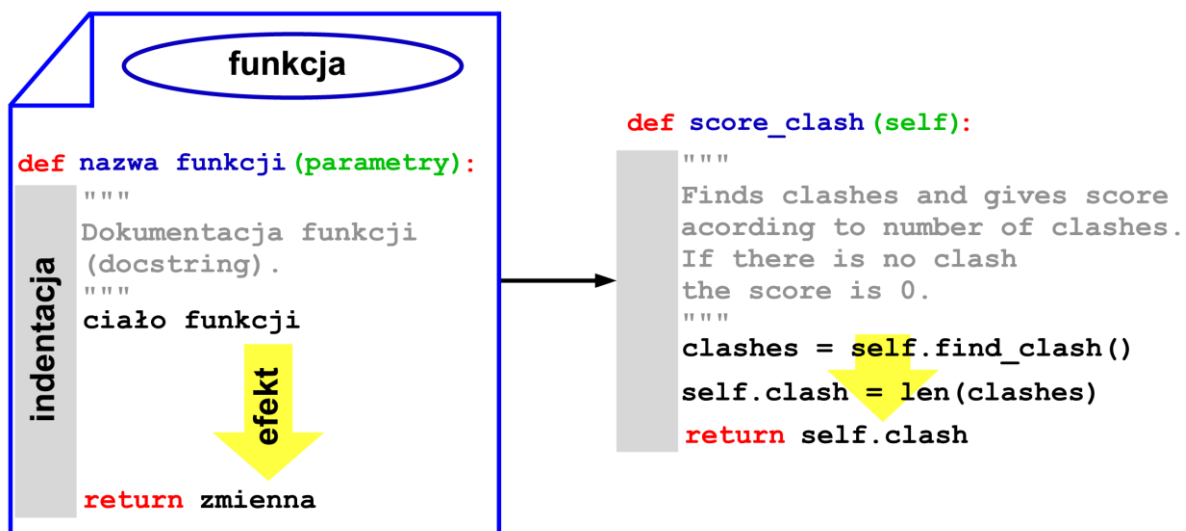 funkcja
def nazwa funkcji(parametry):
"""
Dokumentacja funkcji
(docstring).
"""
ciało funkcji
indentacja
efekt
return zmienna
def score_clash(self):
"""
Finds clashes and gives score
acording to number of clashes.
If there is no clash
the score is 0.
"""
clashes = self.find_clash()
self.clash = len(clashes)
return self.clash